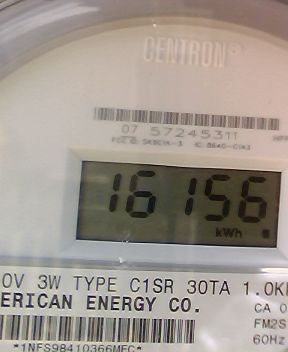 CENTRON®
07 57245311
16156
kWh
0V 3W TYPE C1SR 30TA 1.0K
ERICAN ENERGY CO.
CA 0
FM2S
60Hz
*1NFS98410366MEC*